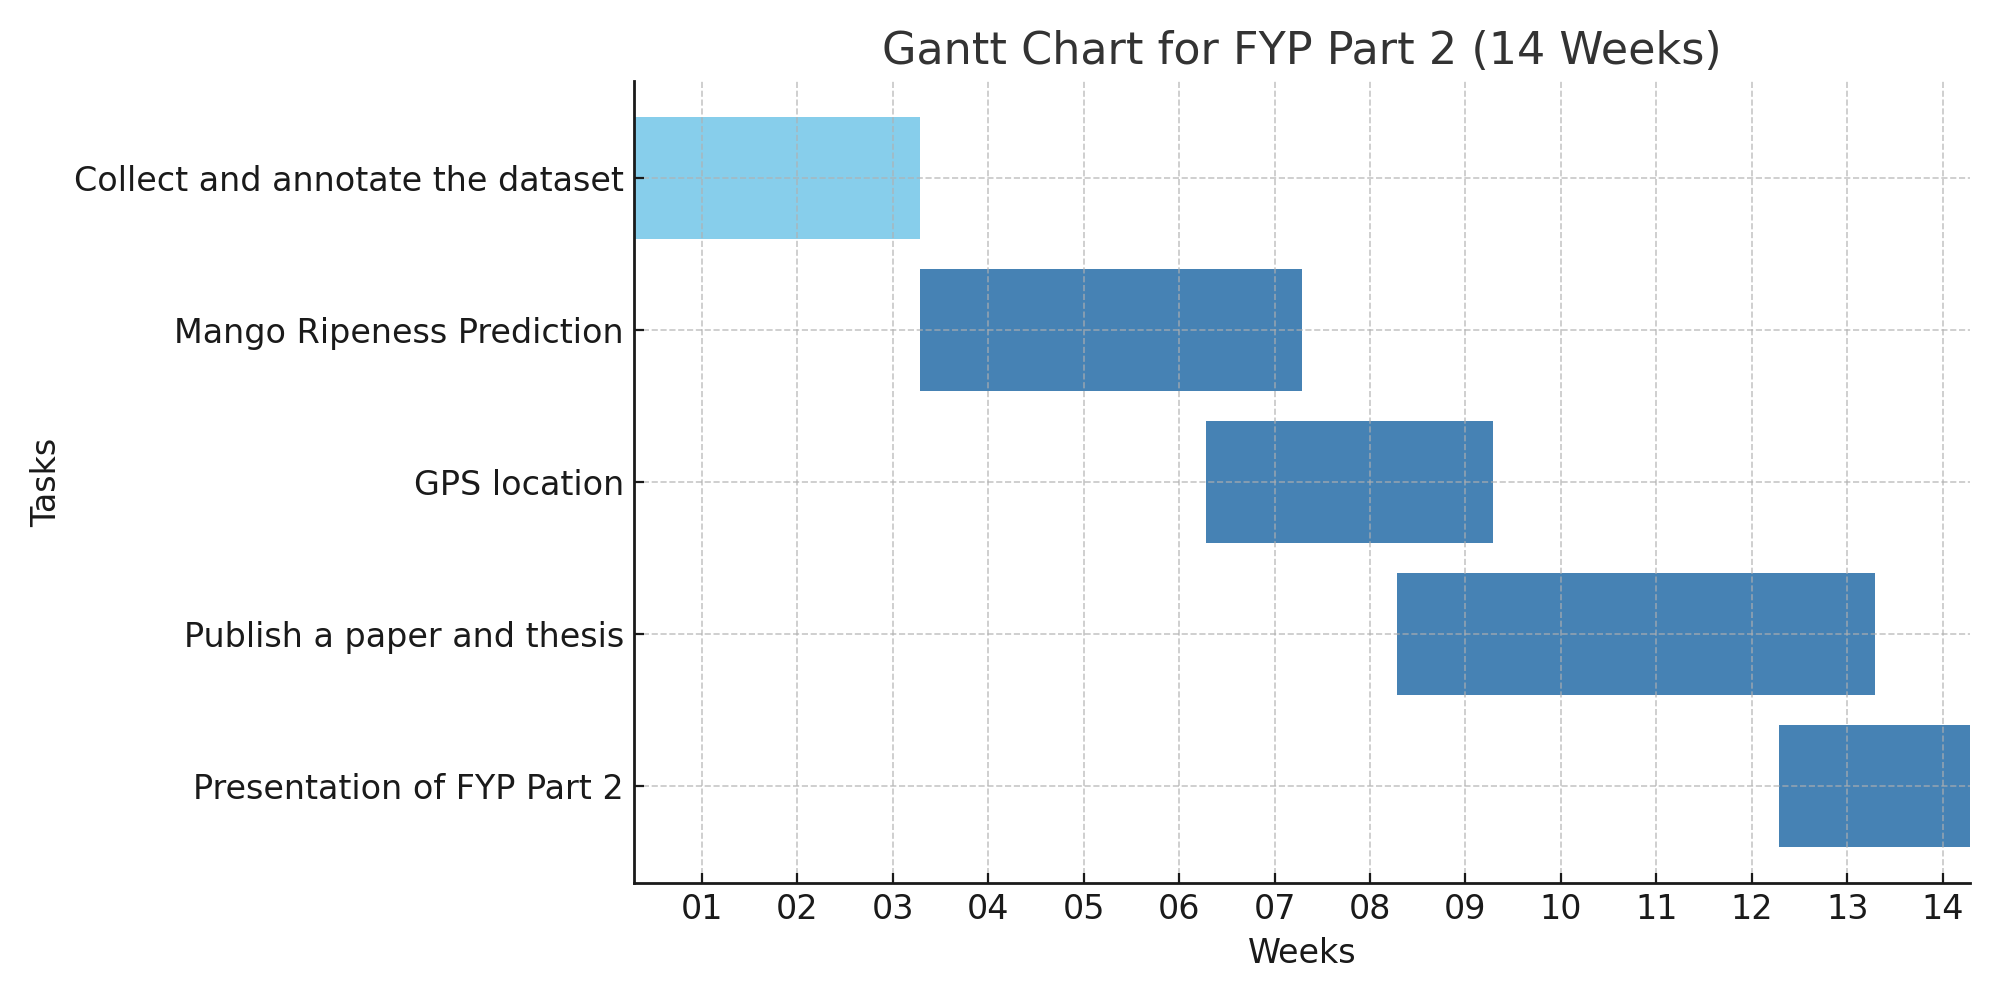 Gantt Chart for FYP Part 2 (14 Weeks)
Tasks
Collect and annotate the dataset
Mango Ripeness Prediction
GPS location
Publish a paper and thesis
Presentation of FYP Part 2
01 02 03 04 05 06 07 08 09 10 11 12 13 14
Weeks